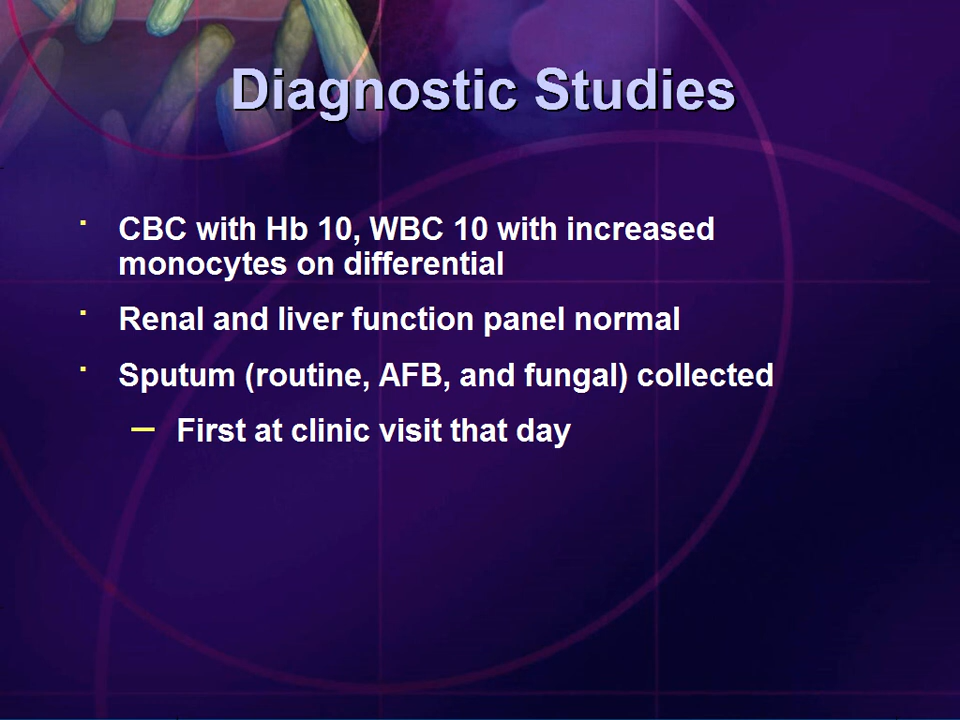 Diagnostic Studies
▪ CBC with Hb 10, WBC 10 with increased
monocytes on differential
▪ Renal and liver function panel normal
▪ Sputum (routine, AFB, and fungal) collected
– First at clinic visit that day